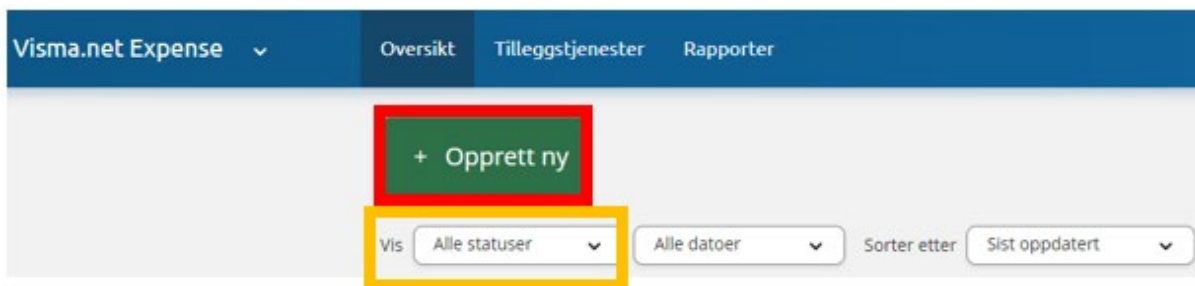 Visma.net Expense Oversikt Tilleggstjenester Rapporter
+ Opprett ny
Vis Alle statuser Alle datoer Sorter etter Sist oppdatert